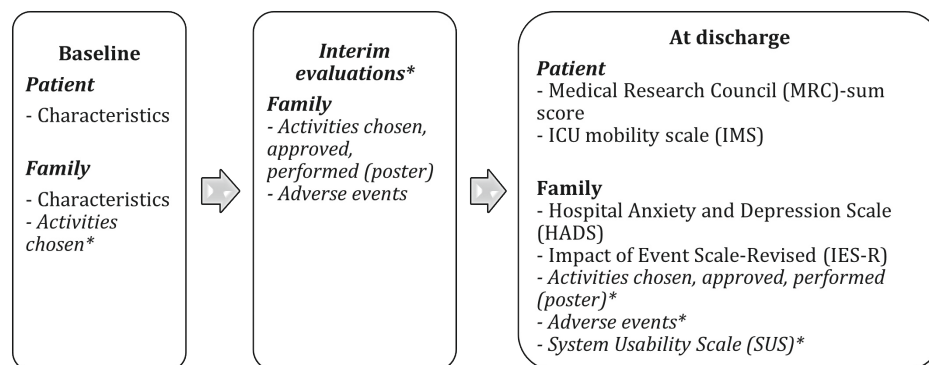 Baseline
Patient
- Characteristics
Family
- Characteristics
- Activities
chosen*
Interim
evaluations*
Family
- Activities chosen,
approved,
performed (poster)
- Adverse events
At discharge
Patient
- Medical Research Council (MRC)-sum
score
- ICU mobility scale (IMS)
Family
- Hospital Anxiety and Depression Scale
(HADS)
- Impact of Event Scale-Revised (IES-R)
- Activities chosen, approved, performed
(poster)*
- Adverse events*
- System Usability Scale (SUS)*